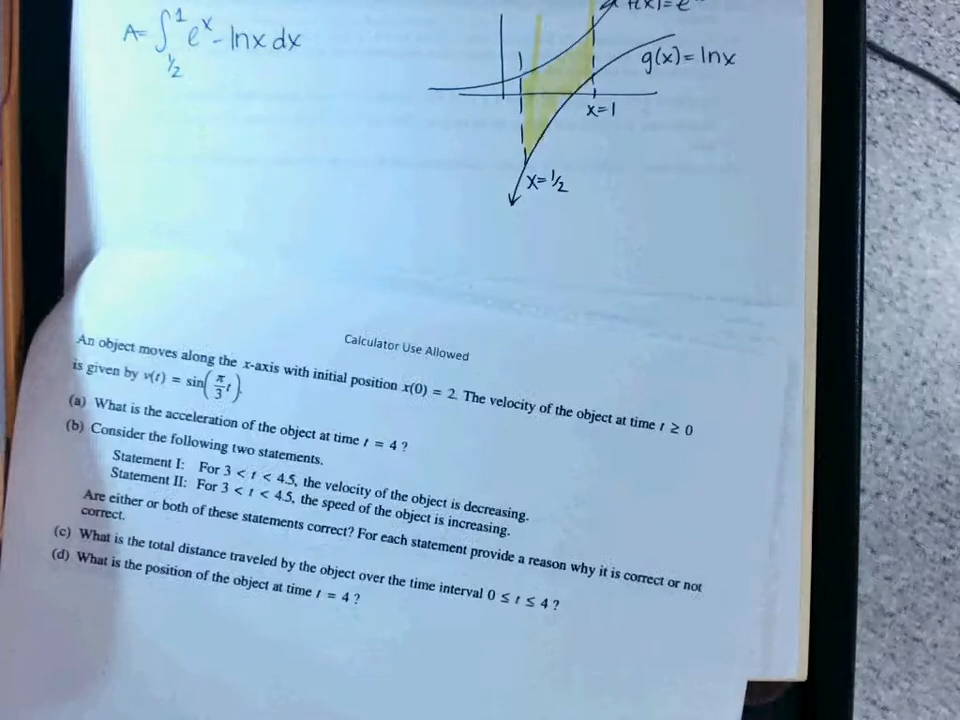 A= ∫₁/₂¹ eˣ - lnx dx
f(x)=e
g(x)= lnx
x=1
x=½
Calculator Use Allowed
An object moves along the x-axis with initial position x(0) = 2. The velocity of the object at time t ≥ 0
is given by v(t) = sin(π/3 t).
(a) What is the acceleration of the object at time t = 4 ?
(b) Consider the following two statements.
Statement I: For 3 < t < 4.5, the velocity of the object is decreasing.
Statement II: For 3 < t < 4.5, the speed of the object is increasing.
Are either or both of these statements correct? For each statement provide a reason why it is correct or not
correct.
(c) What is the total distance traveled by the object over the time interval 0 ≤ t ≤ 4 ?
(d) What is the position of the object at time t = 4 ?